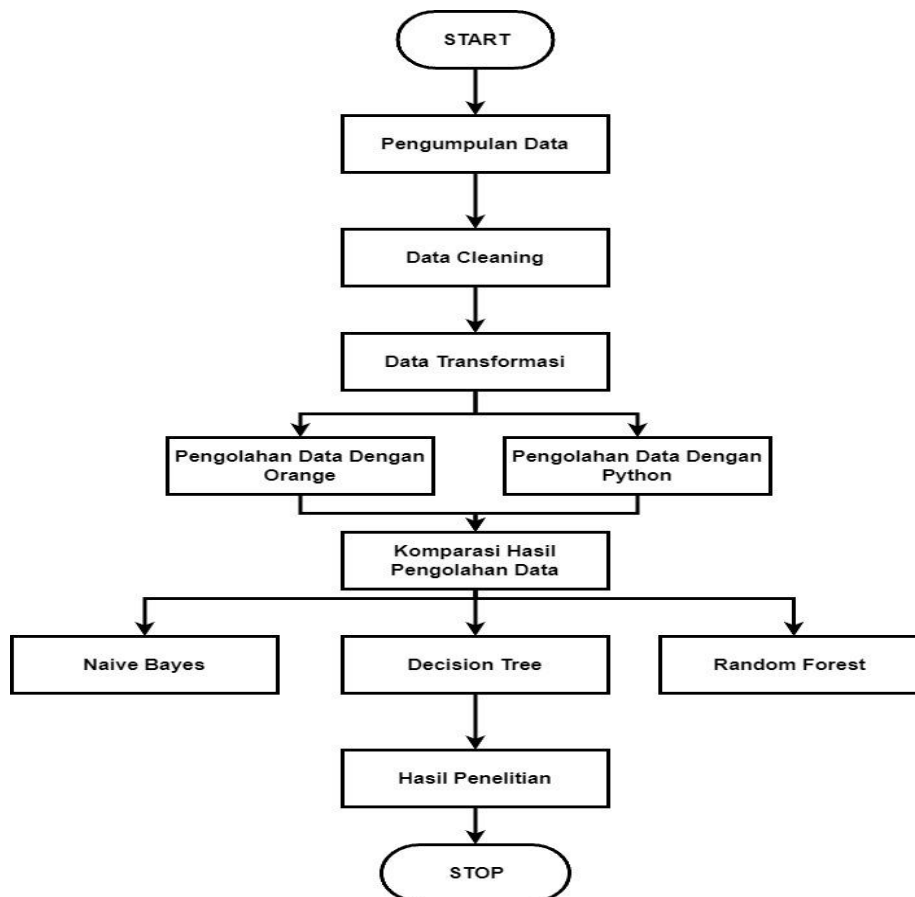 START
Pengumpulan Data
Data Cleaning
Data Transformasi
Pengolahan Data Dengan
Orange
Pengolahan Data Dengan
Python
Komparasi Hasil
Pengolahan Data
Naive Bayes
Decision Tree
Random Forest
Hasil Penelitian
STOP